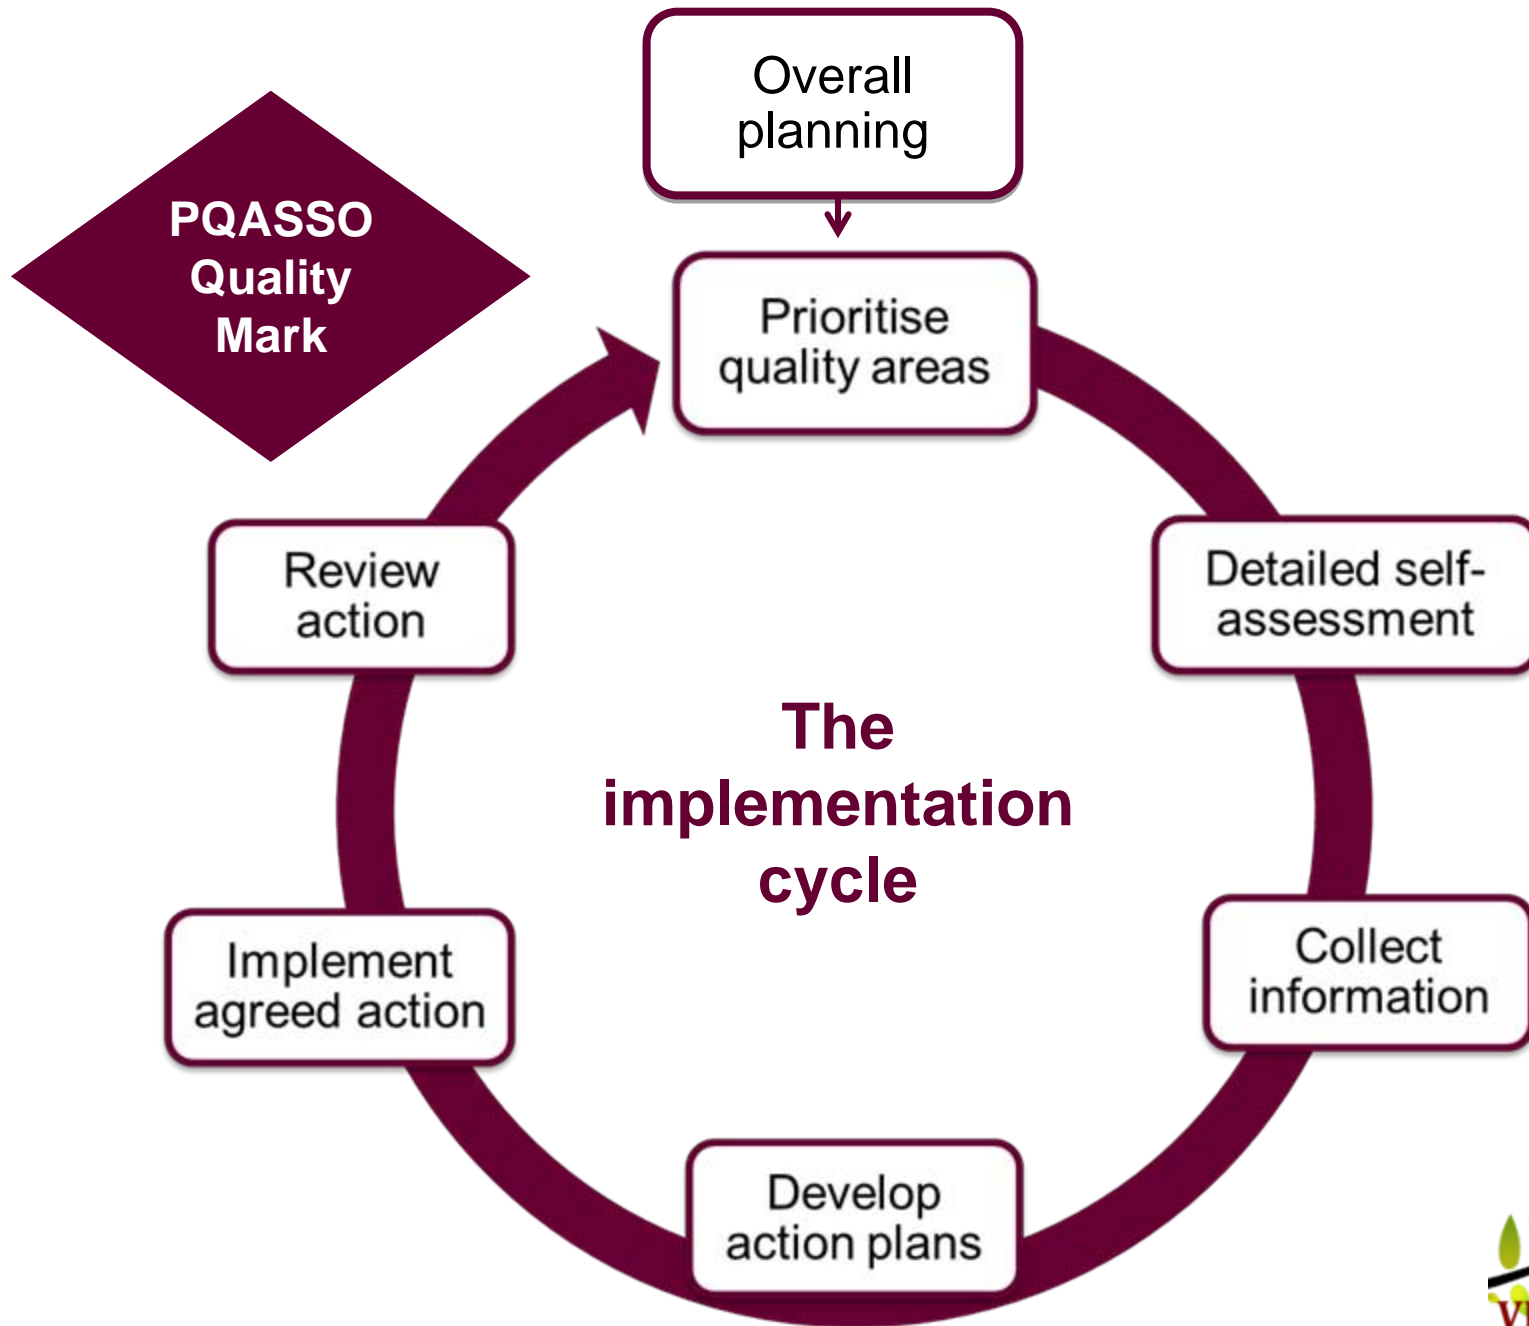 Overall
planning
PQASSO
Quality
Mark
Prioritise
quality areas
Detailed self-
assessment
Collect
information
Develop
action plans
Implement
agreed action
Review
action
The
implementation
cycle